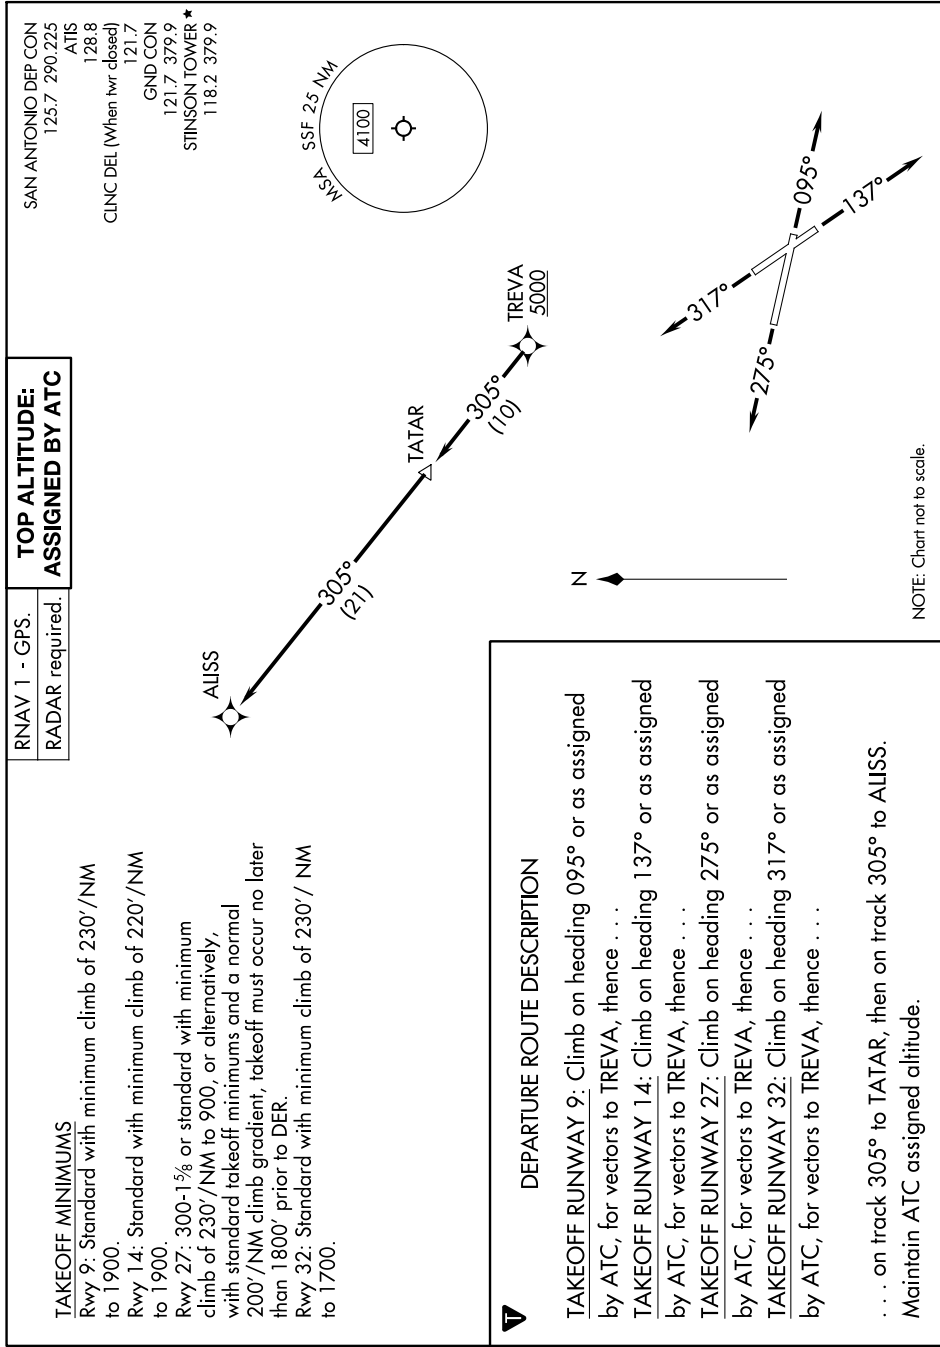 RNAV 1 - GPS.
RADAR required.
TOP ALTITUDE:
ASSIGNED BY ATC
SAN ANTONIO DEP CON
125.7 290.225
ATIS
128.8
CLNC DEL (When twr closed)
121.7
GND CON
121.7 379.9
STINSON TOWER ★
118.2 379.9
TAKEOFF MINIMUMS
Rwy 9: Standard with minimum climb of 230'/NM
to 1900.
Rwy 14: Standard with minimum climb of 220'/NM
to 1900.
Rwy 27: 300-1⅝ or standard with minimum
climb of 230'/NM to 900, or alternatively,
with standard takeoff minimums and a normal
200'/NM climb gradient, takeoff must occur no later
than 1800' prior to DER.
Rwy 32: Standard with minimum climb of 230'/ NM
to 1700.
ALISS
305°
(21)
TATAR
305°
(10)
TREVA
5000
MSA SSF 25 NM
4100
N
317°
095°
275°
137°
NOTE: Chart not to scale.
T
DEPARTURE ROUTE DESCRIPTION
TAKEOFF RUNWAY 9: Climb on heading 095° or as assigned
by ATC, for vectors to TREVA, thence . . .
TAKEOFF RUNWAY 14: Climb on heading 137° or as assigned
by ATC, for vectors to TREVA, thence . . .
TAKEOFF RUNWAY 27: Climb on heading 275° or as assigned
by ATC, for vectors to TREVA, thence . . .
TAKEOFF RUNWAY 32: Climb on heading 317° or as assigned
by ATC, for vectors to TREVA, thence . . .
. . . on track 305° to TATAR, then on track 305° to ALISS.
Maintain ATC assigned altitude.